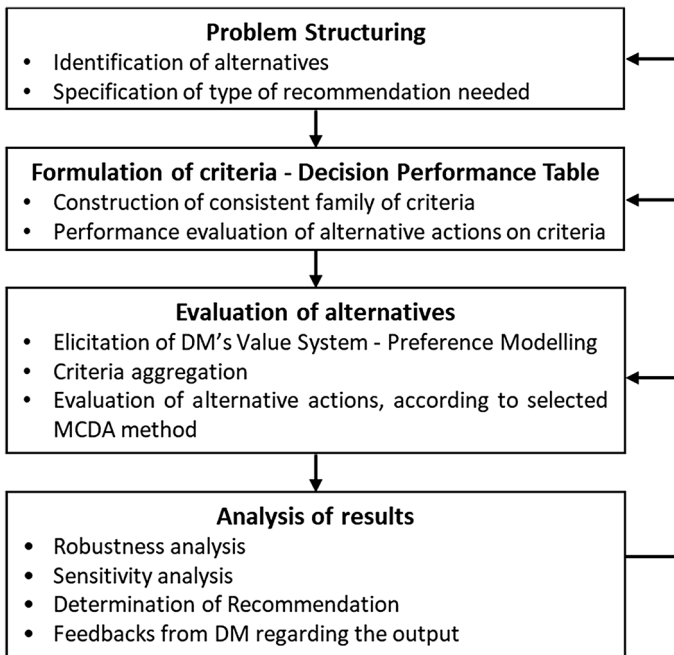 Problem Structuring
• Identification of alternatives
• Specification of type of recommendation needed
Formulation of criteria - Decision Performance Table
• Construction of consistent family of criteria
• Performance evaluation of alternative actions on criteria
Evaluation of alternatives
• Elicitation of DM's Value System - Preference Modelling
• Criteria aggregation
• Evaluation of alternative actions, according to selected
MCDA method
Analysis of results
• Robustness analysis
• Sensitivity analysis
• Determination of Recommendation
• Feedbacks from DM regarding the output